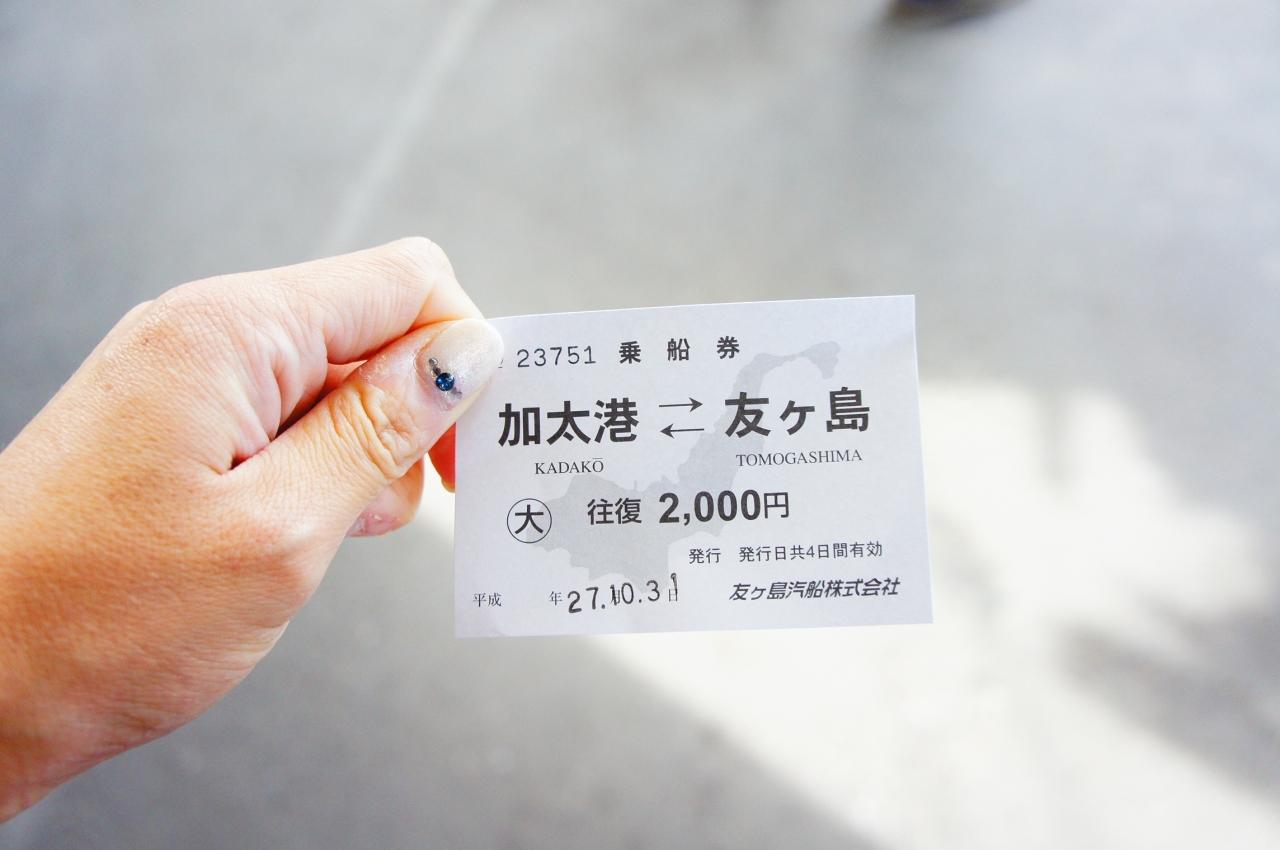 23751 乗船券
加太港 ⇄ 友ヶ島
KADAKŌ TOMOGASHIMA
大 往復 2,000円
発行 発行日共4日間有効
平成 年 月 日 27.10.31 友ヶ島汽船株式会社